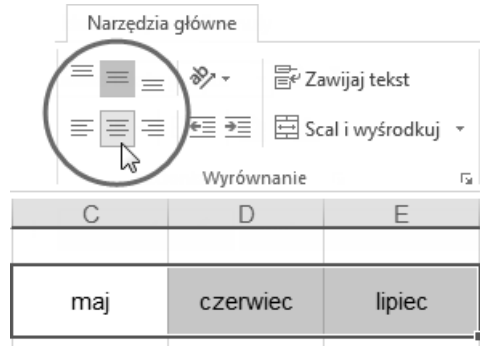 Narzędzia główne
Zawijaj tekst
Scal i wyśrodkuj
Wyrównanie
C D E
maj czerwiec lipiec